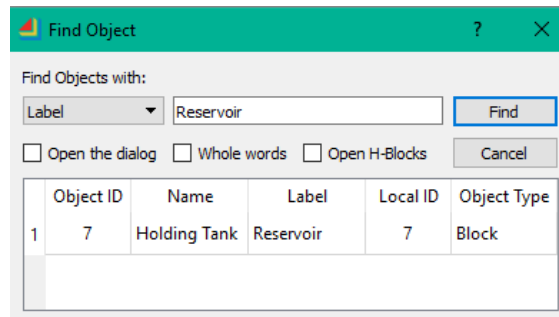 Find Object ?
Find Objects with:
Label Reservoir Find
Open the dialog Whole words Open H-Blocks Cancel
Object ID Name Label Local ID Object Type
1 7 Holding Tank Reservoir 7 Block